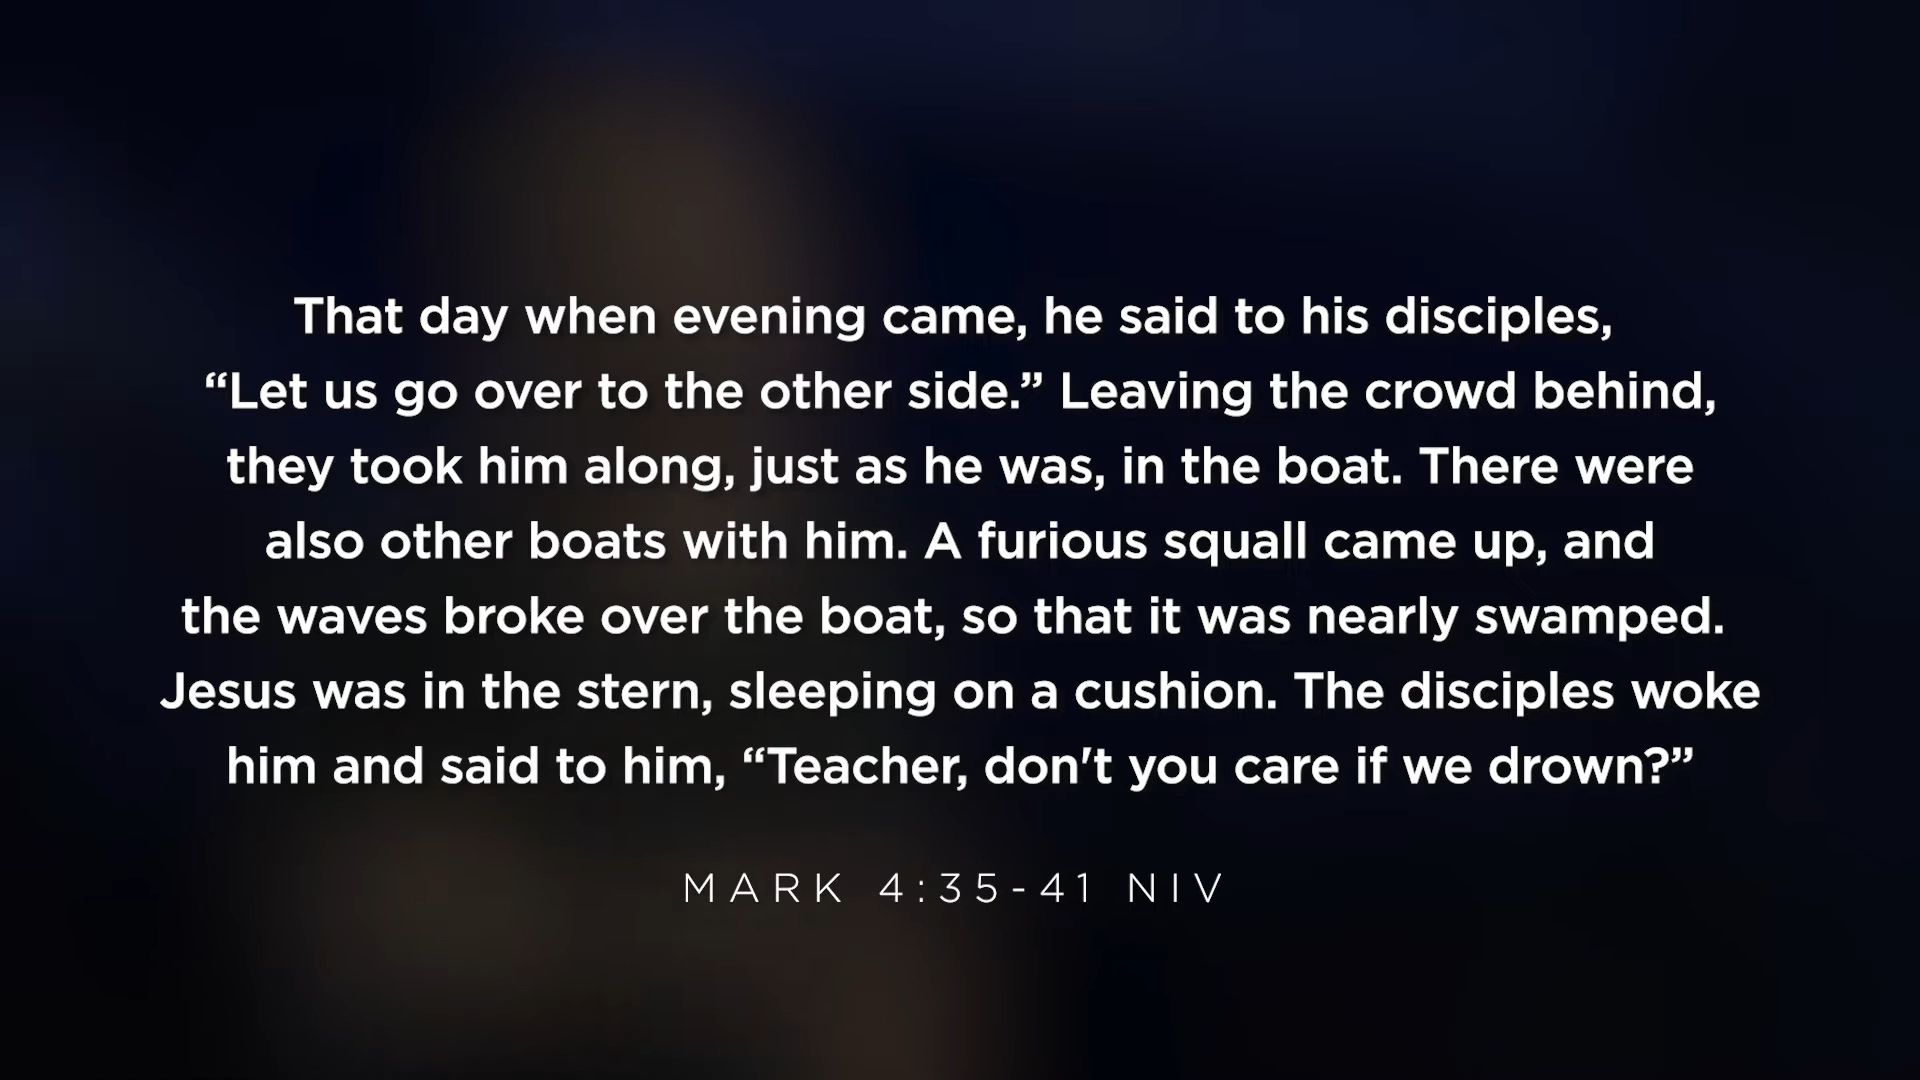 That day when evening came, he said to his disciples,
“Let us go over to the other side.” Leaving the crowd behind,
they took him along, just as he was, in the boat. There were
also other boats with him. A furious squall came up, and
the waves broke over the boat, so that it was nearly swamped.
Jesus was in the stern, sleeping on a cushion. The disciples woke
him and said to him, “Teacher, don't you care if we drown?”
MARK 4:35-41 NIV